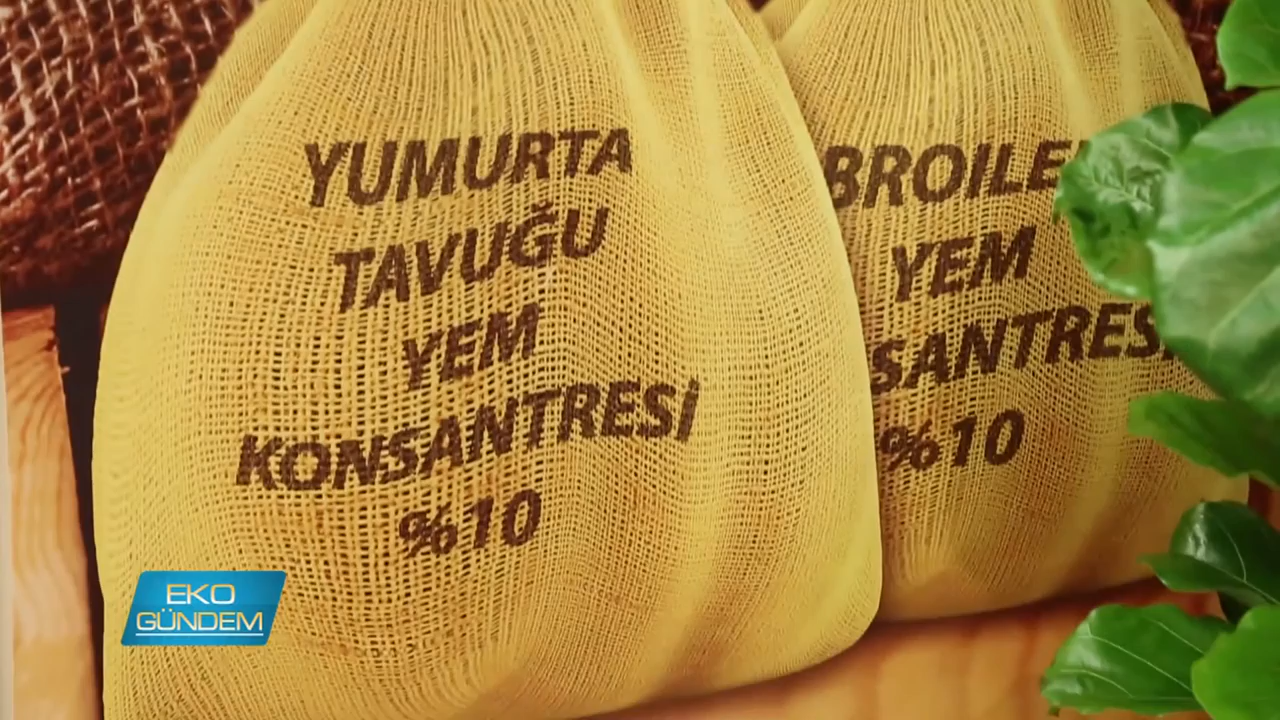 YUMURTA
TAVUĞU
YEM
KONSANTRESİ
%10
YEM
%10
EKO
GÜNDEM